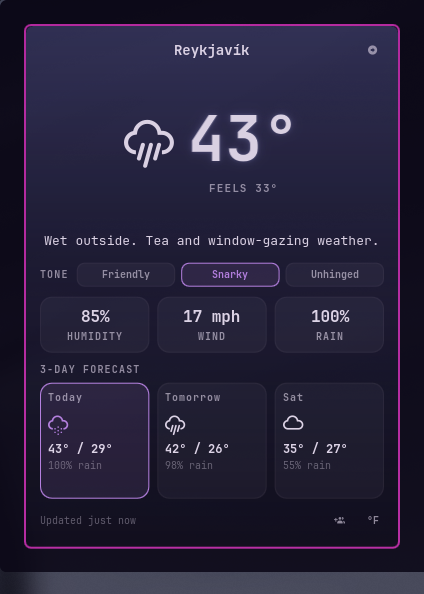 Reykjavík
43°
FEELS 33°
Wet outside. Tea and window-gazing weather.
TONE Friendly Snarky Unhinged
85% 17 mph 100%
HUMIDITY WIND RAIN
3-DAY FORECAST
Today Tomorrow Sat
43° / 29° 42° / 26° 35° / 27°
100% rain 98% rain 55% rain
Updated just now °F